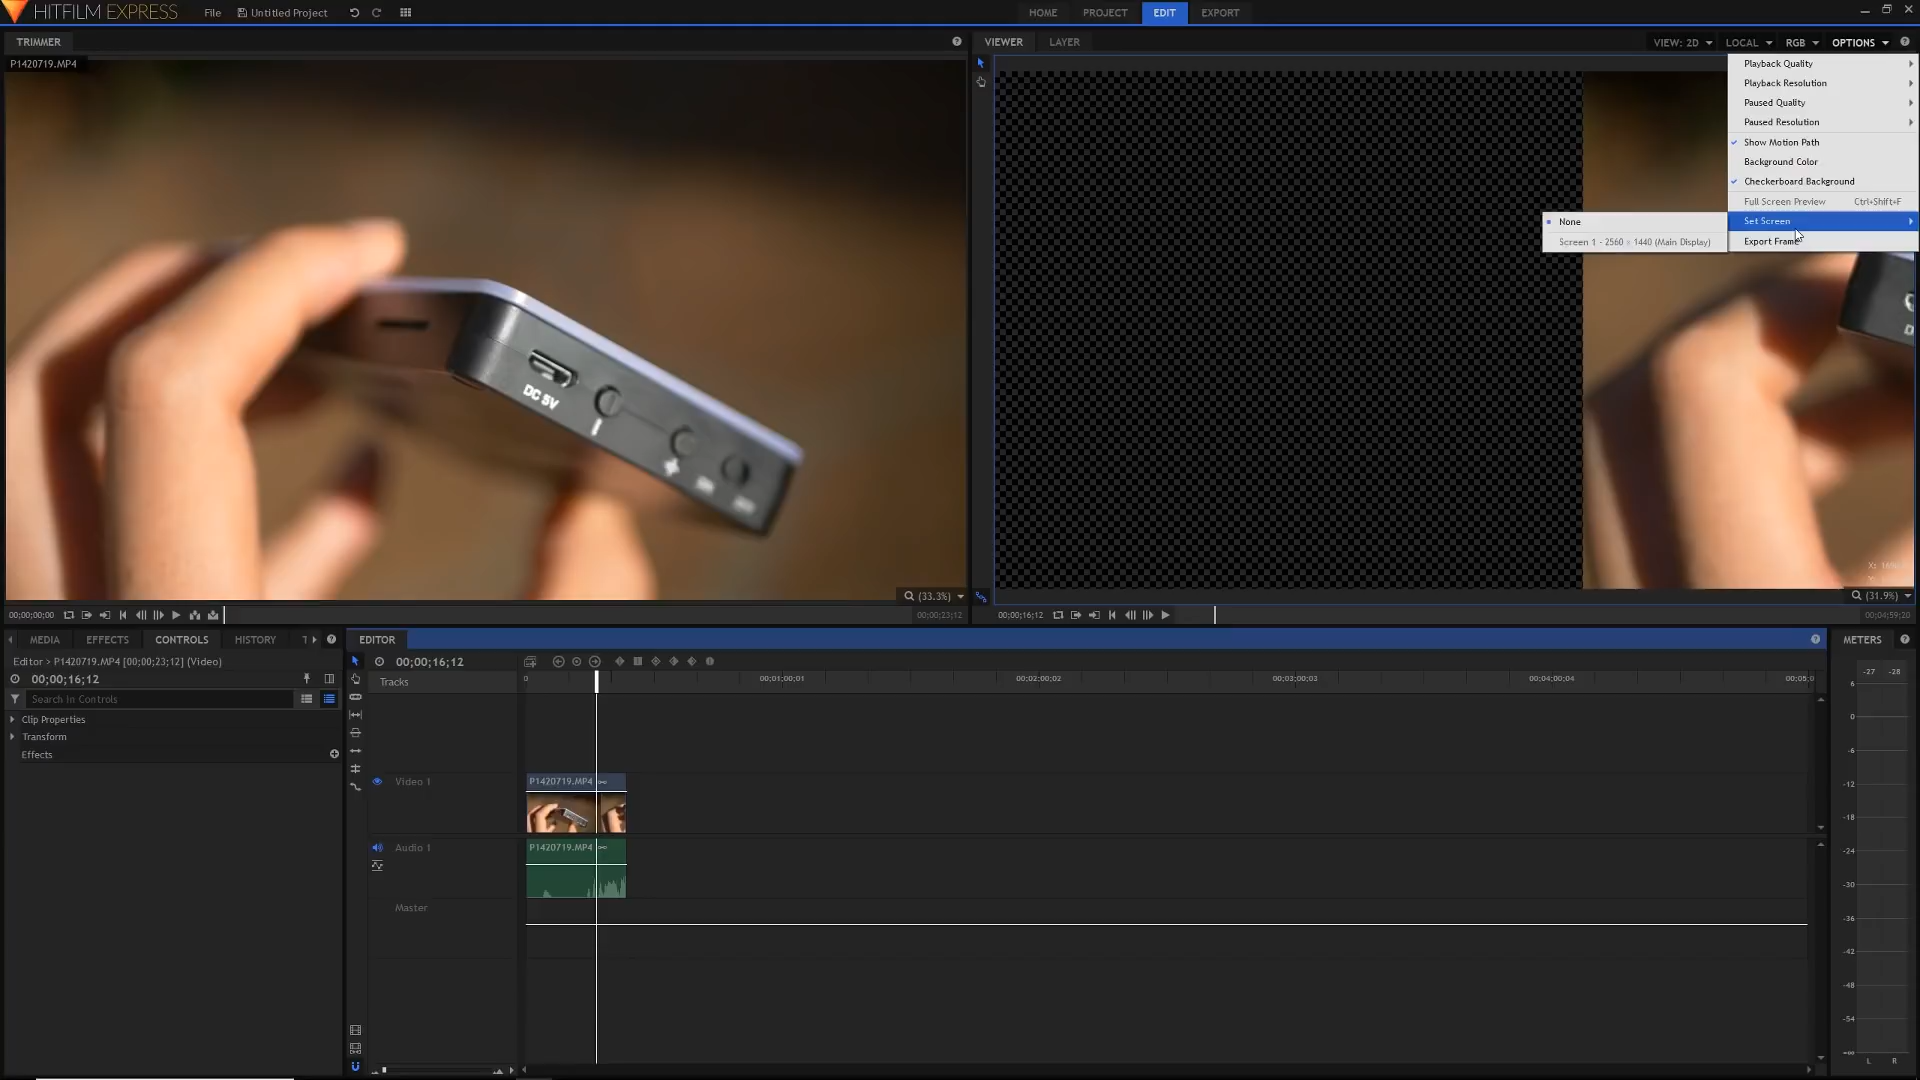 HITFILM EXPRESS File Untitled Project HOME PROJECT EDIT EXPORT
TRIMMER
VIEWER LAYER VIEW: 2D LOCAL RGB OPTIONS
P1420719.MP4
Playback Quality
Playback Resolution
Paused Quality
Paused Resolution
Show Motion Path
Background Color
Checkerboard Background
Full Screen Preview Ctrl+Shift+F
Set Screen
Export Frame
None
Screen 1 - 2560 x 1440 (Main Display)
DC 5V
(33.3%)
(31.9%)
00;00;00;00
00;00;23;12
00;00;16;12
00;04;59;20
MEDIA EFFECTS CONTROLS HISTORY T
EDITOR
METERS
Editor > P1420719.MP4 [00;00;23;12] (Video)
00;00;16;12
Search in Controls
Clip Properties
Transform
Effects
00;00;16;12
Tracks
0 00;01;00;01 00;02;00;02 00;03;00;03 00;04;00;04 00;05;0
Video 1
P1420719.MP4
Audio 1
P1420719.MP4
Master
-27 -28
6
0
-6
-12
-18
-24
-30
-36
-42
-48
-54
-∞
L R